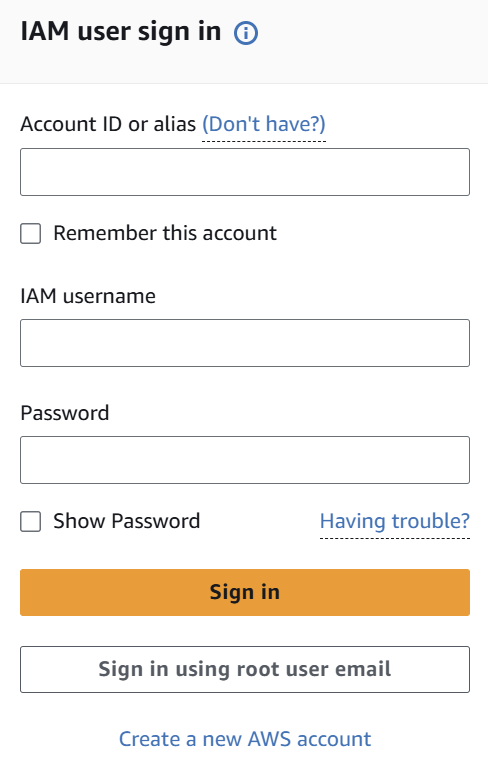 IAM user sign in
Account ID or alias (Don't have?)
Remember this account
IAM username
Password
Show Password Having trouble?
Sign in
Sign in using root user email
Create a new AWS account